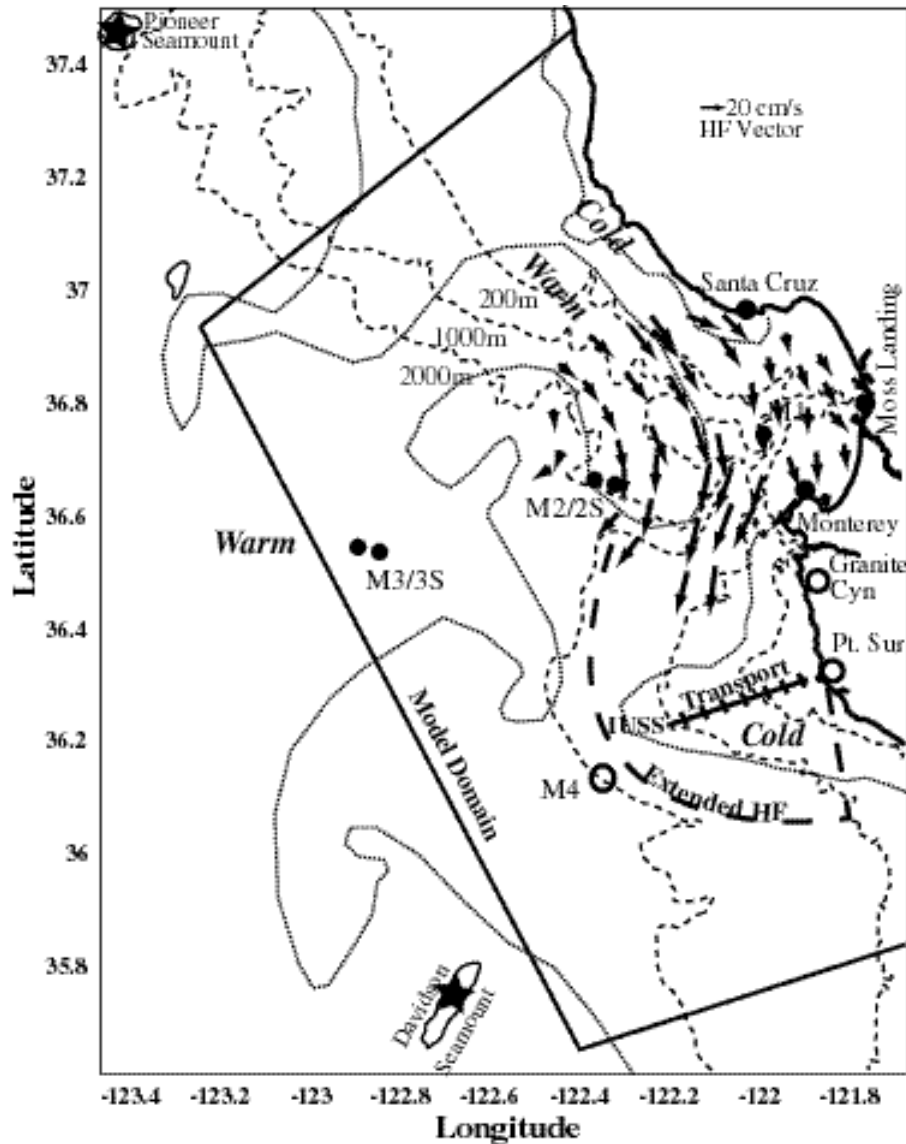 Pioneer
Seamount
37.4
20 cm/s
HF Vector
37.2
Cold
Warm
37
Santa Cruz
200m
1000m
2000m
Moss Landing
36.8
M1
Latitude
36.6
M2/2S
Monterey
Warm
M3/3S
Granite
Cyn
36.4
Pt. Sur
Transport
IUSS
Cold
36.2
Model Domain
M4
Extended HF
36
35.8
Davidson
Seamount
-123.4
-123.2
-123
-122.8
-122.6
-122.4
-122.2
-122
-121.8
Longitude